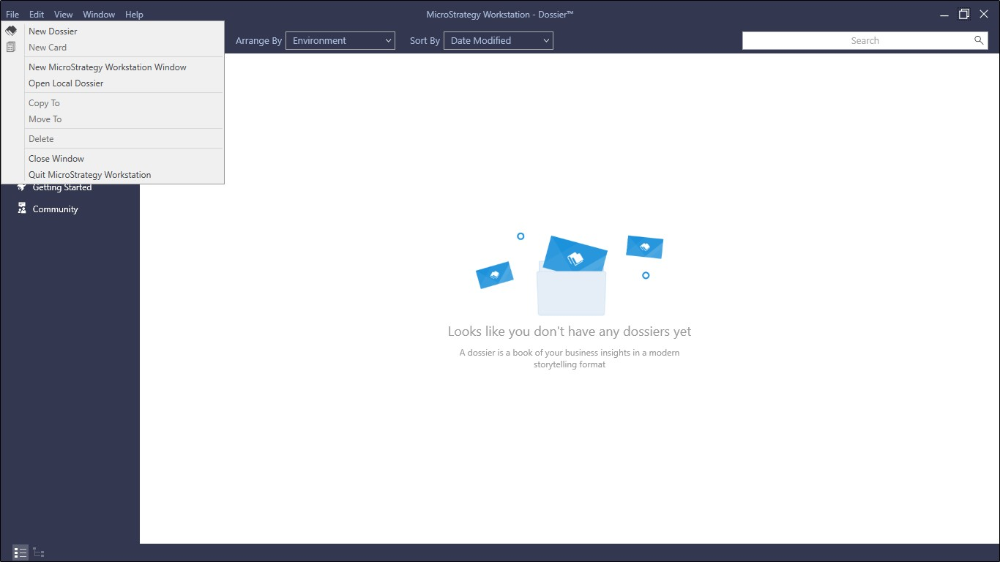 File Edit View Window Help
MicroStrategy Workstation - Dossier™
New Dossier
New Card
New MicroStrategy Workstation Window
Open Local Dossier
Copy To
Move To
Delete
Close Window
Quit MicroStrategy Workstation
Arrange By Environment Sort By Date Modified Search
Getting Started
Community
Looks like you don't have any dossiers yet
A dossier is a book of your business insights in a modern
storytelling format